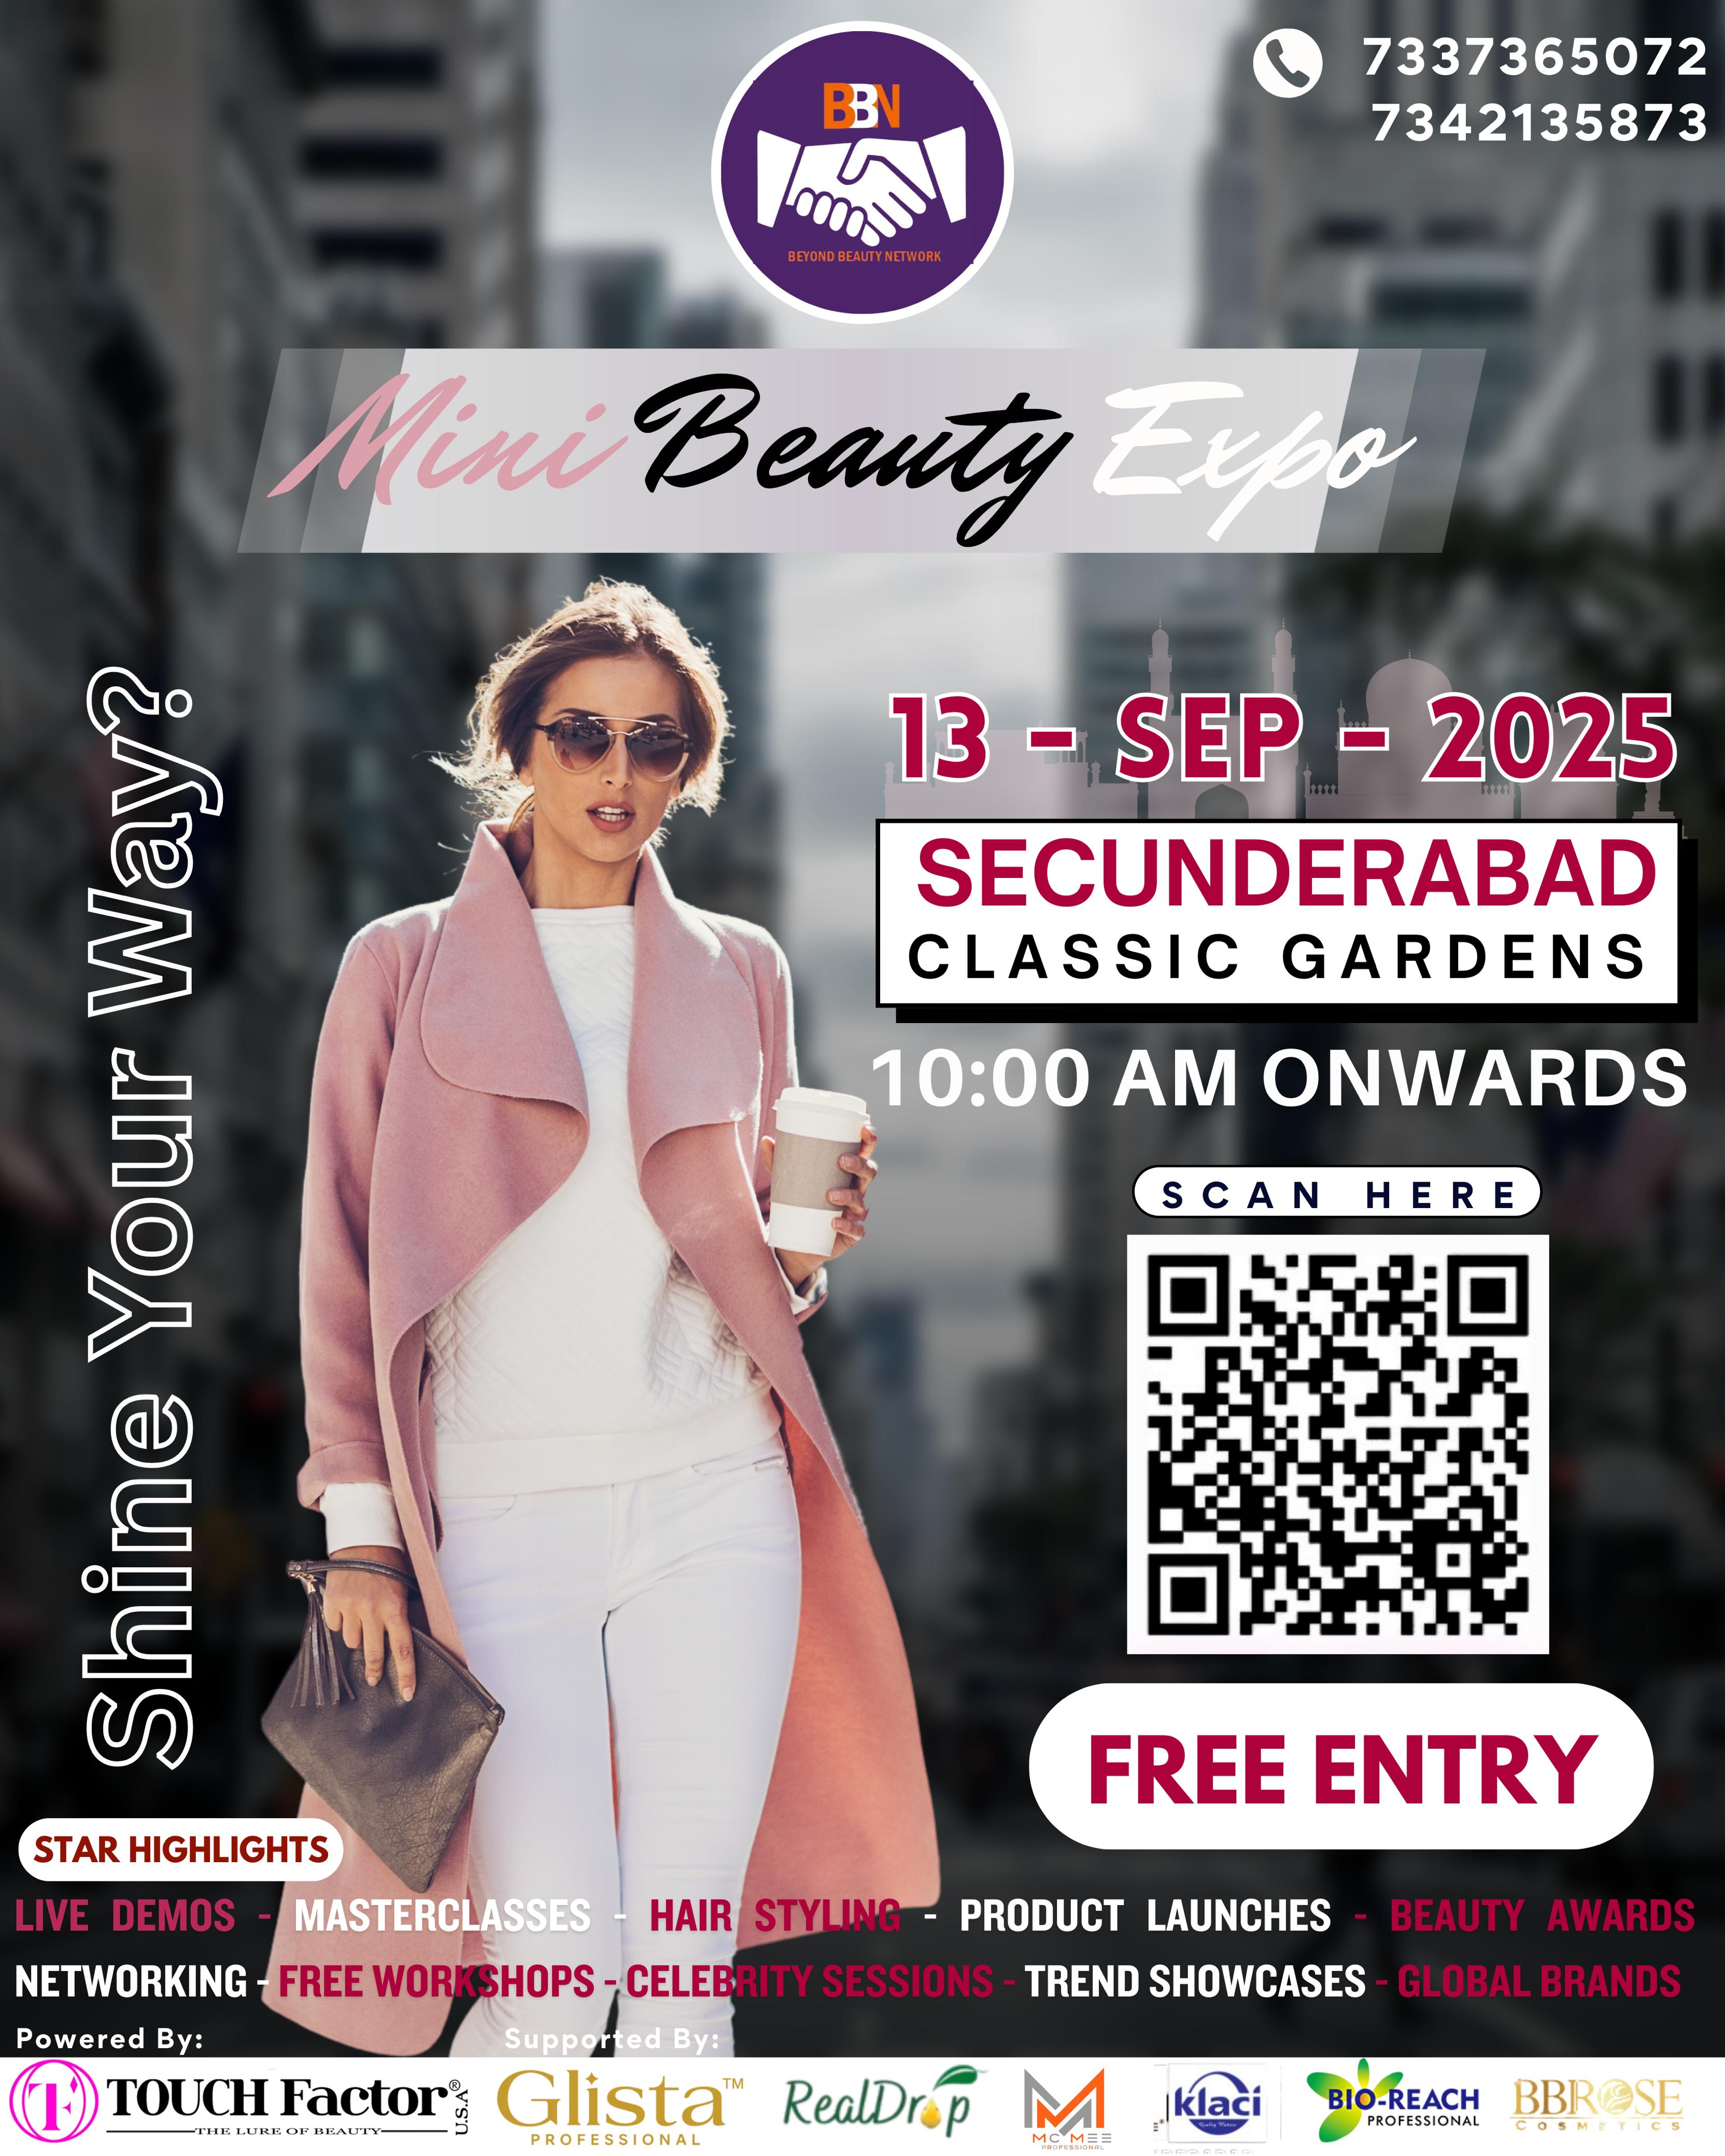 7337365072
7342135873
BBN
BEYOND BEAUTY NETWORK
Mini Beauty Expo
Shine Your Way?
13 - SEP - 2025
SECUNDERABAD
CLASSIC GARDENS
10:00 AM ONWARDS
SCAN HERE
FREE ENTRY
STAR HIGHLIGHTS
LIVE DEMOS - MASTERCLASSES - HAIR STYLING - PRODUCT LAUNCHES - BEAUTY AWARDS
NETWORKING - FREE WORKSHOPS - CELEBRITY SESSIONS - TREND SHOWCASES - GLOBAL BRANDS
Powered By:
Supported By:
TF TOUCH Factor® U.S.A
THE LURE OF BEAUTY
Glista™
PROFESSIONAL
RealDrop
MC MEE
PROFESSIONAL
klaci
BIO-REACH
PROFESSIONAL
BBROSE
COSMETICS